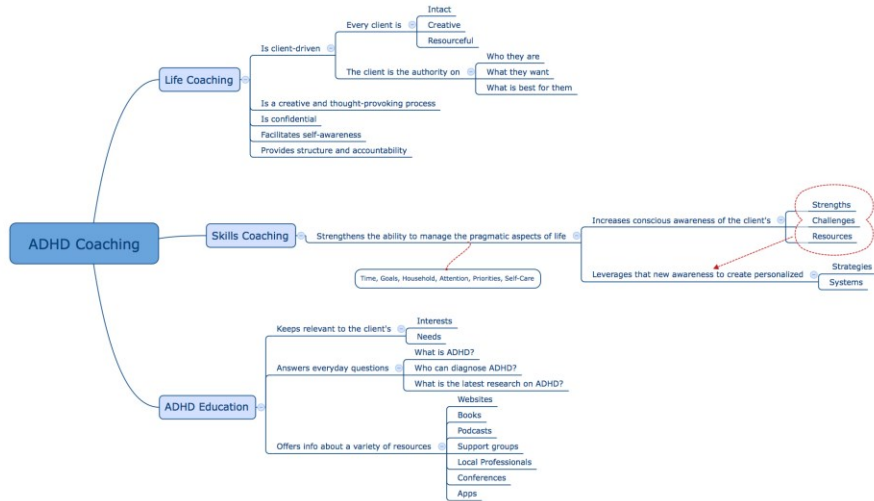 ADHD Coaching
Life Coaching
Is client-driven
Every client is
Intact
Creative
Resourceful
The client is the authority on
Who they are
What they want
What is best for them
Is a creative and thought-provoking process
Is confidential
Facilitates self-awareness
Provides structure and accountability
Skills Coaching
Strengthens the ability to manage the pragmatic aspects of life
Time, Goals, Household, Attention, Priorities, Self-Care
Increases conscious awareness of the client's
Strengths
Challenges
Resources
Leverages that new awareness to create personalized
Strategies
Systems
ADHD Education
Keeps relevant to the client's
Interests
Needs
Answers everyday questions
What is ADHD?
Who can diagnose ADHD?
What is the latest research on ADHD?
Offers info about a variety of resources
Websites
Books
Podcasts
Support groups
Local Professionals
Conferences
Apps